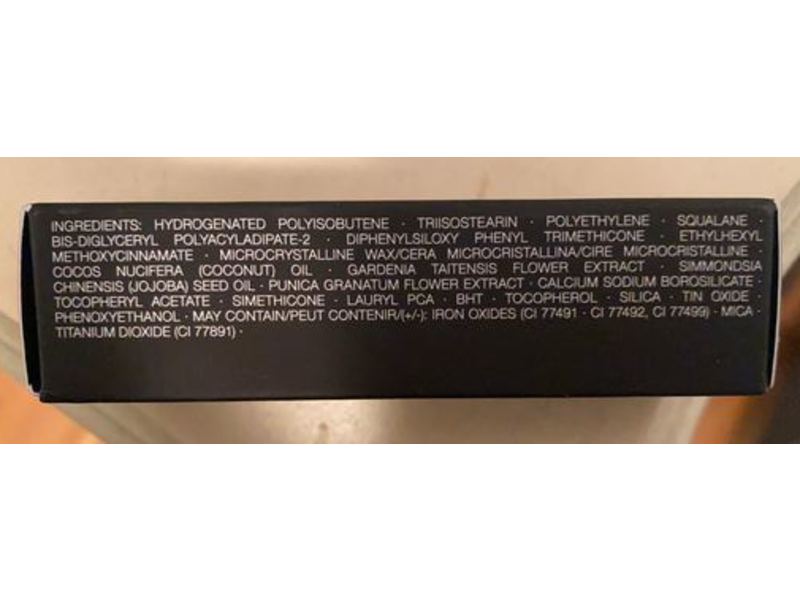 INGREDIENTS: HYDROGENATED POLYISOBUTENE · TRIISOSTEARIN · POLYETHYLENE · SQUALANE
BIS-DIGLYCERYL POLYACYLADIPATE-2 · DIPHENYLSILOXY PHENYL TRIMETHICONE · ETHYLHEXYL
METHOXYCINNAMATE · MICROCRYSTALLINE WAX/CERA MICROCRISTALLINA/CIRE MICROCRISTALLINE ·
COCOS NUCIFERA (COCONUT) OIL · GARDENIA TAITENSIS FLOWER EXTRACT · SIMMONDSIA
CHINENSIS (JOJOBA) SEED OIL · PUNICA GRANATUM FLOWER EXTRACT · CALCIUM SODIUM BOROSILICATE ·
TOCOPHERYL ACETATE · SIMETHICONE · LAURYL PCA · BHT · TOCOPHEROL · SILICA · TIN OXIDE ·
PHENOXYETHANOL · MAY CONTAIN/PEUT CONTENIR/(+/-): IRON OXIDES (CI 77491 · CI 77492, CI 77499) · MICA ·
TITANIUM DIOXIDE (CI 77891) ·